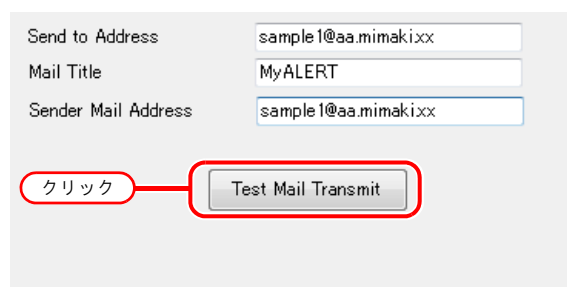 Send to Address sample1@aa.mimaki.xx
Mail Title MyALERT
Sender Mail Address sample1@aa.mimaki.xx
クリック Test Mail Transmit